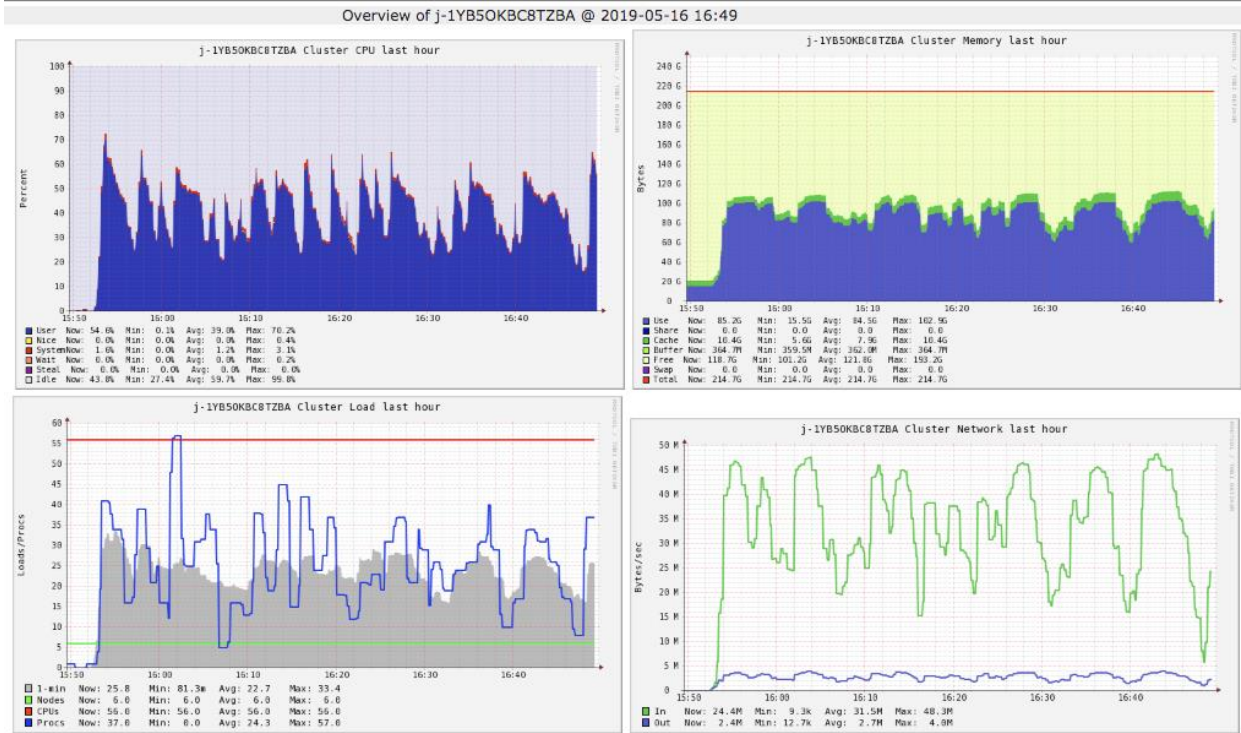 Overview of j-1YB5OKBC8TZBA @ 2019-05-16 16:49
j-1YB5OKBC8TZBA Cluster CPU last hour
Percent
100
90
80
70
60
50
40
30
20
10
0
15:50 16:00 16:10 16:20 16:30 16:40
User Now: 54.0% Min: 0.1% Avg: 39.0% Max: 70.2%
Nice Now: 0.0% Min: 0.0% Avg: 0.0% Max: 0.4%
System Now: 1.6% Min: 0.0% Avg: 1.2% Max: 3.1%
Wait Now: 0.0% Min: 0.0% Avg: 0.0% Max: 0.2%
Steal Now: 0.0% Min: 0.0% Avg: 0.0% Max: 0.0%
Idle Now: 43.8% Min: 27.4% Avg: 59.7% Max: 99.8%
j-1YB5OKBC8TZBA Cluster Memory last hour
Bytes
240 G
220 G
200 G
180 G
160 G
140 G
120 G
100 G
80 G
60 G
40 G
20 G
0
15:50 16:00 16:10 16:20 16:30 16:40
Use Now: 85.2G Min: 15.5G Avg: 84.5G Max: 102.9G
Share Now: 0.0 Min: 0.0 Avg: 0.0 Max: 0.0
Cache Now: 10.4G Min: 5.6G Avg: 7.9G Max: 10.4G
Buffer Now: 364.7M Min: 359.5M Avg: 362.0M Max: 364.7M
Free Now: 118.7G Min: 101.2G Avg: 121.8G Max: 193.2G
Swap Now: 0.0 Min: 0.0 Avg: 0.0 Max: 0.0
Total Now: 214.7G Min: 214.7G Avg: 214.7G Max: 214.7G
j-1YB5OKBC8TZBA Cluster Load last hour
Loads/Procs
60
55
50
45
40
35
30
25
20
15
10
5
0
15:50 16:00 16:10 16:20 16:30 16:40
1-min Now: 25.8 Min: 81.3m Avg: 22.7 Max: 33.4
Nodes Now: 6.0 Min: 6.0 Avg: 6.0 Max: 6.0
CPUs Now: 56.0 Min: 56.0 Avg: 56.0 Max: 56.0
Procs Now: 37.0 Min: 0.0 Avg: 24.3 Max: 57.0
j-1YB5OKBC8TZBA Cluster Network last hour
Bytes/sec
50 M
45 M
40 M
35 M
30 M
25 M
20 M
15 M
10 M
5 M
0
15:50 16:00 16:10 16:20 16:30 16:40
In Now: 24.4M Min: 9.3k Avg: 31.5M Max: 48.3M
Out Now: 2.4M Min: 12.7k Avg: 2.7M Max: 4.0M